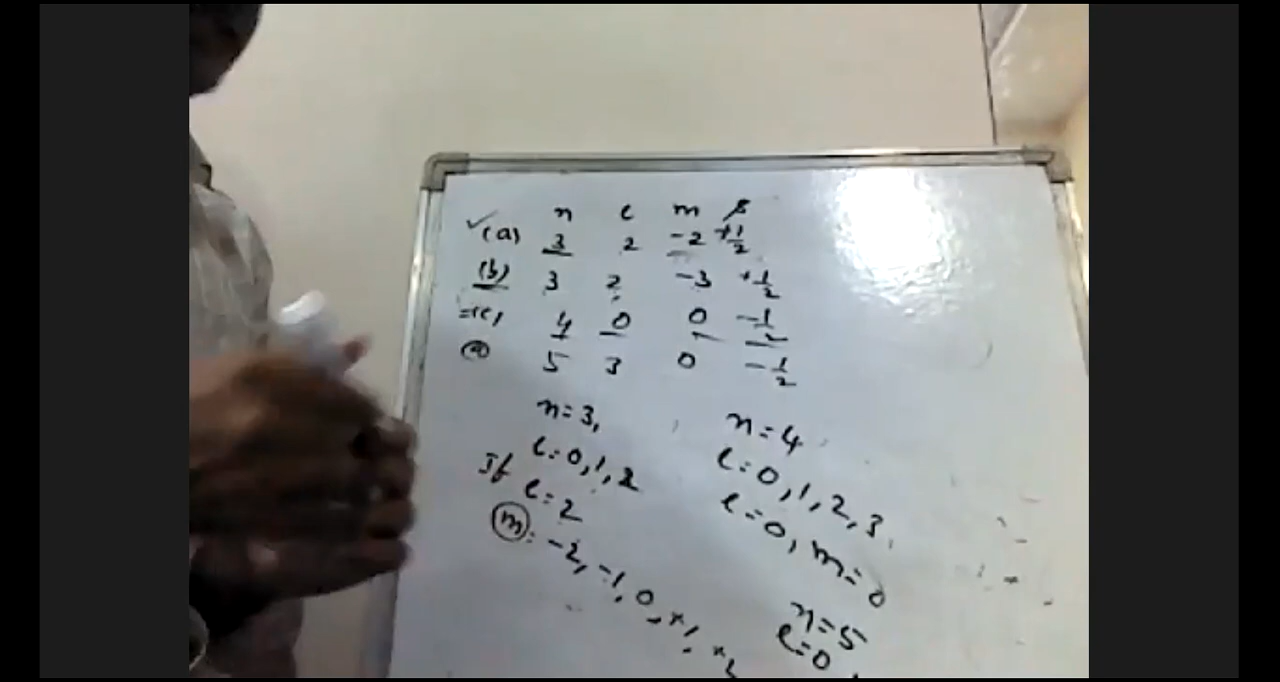 n l m s
(a) 3 2 -2 +1/2
(b) 3 2 -3 +1/2
(c) 4 0 0 -1/2
5 3 0 -1/2
n=3,
l=0,1,2
If l=2
m=-2,-1,0,+1,+2
n=4
l=0,1,2,3
l=0, m=0
n=5
l=0,